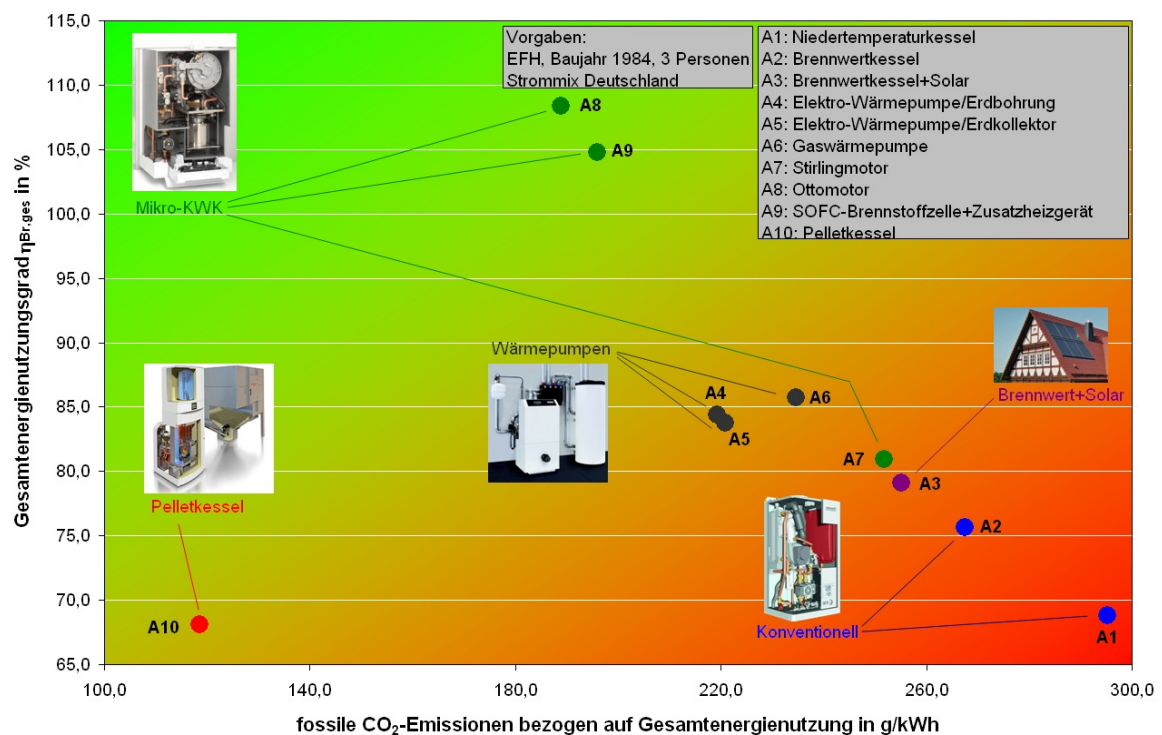 115,0
110,0
105,0
100,0
95,0
90,0
85,0
80,0
75,0
70,0
65,0
Gesamtenergienutzungsgrad ηBr,ges in %
Vorgaben:
EFH, Baujahr 1984, 3 Personen
Strommix Deutschland
A1: Niedertemperaturkessel
A2: Brennwertkessel
A3: Brennwertkessel+Solar
A4: Elektro-Wärmepumpe/Erdbohrung
A5: Elektro-Wärmepumpe/Erdkollektor
A6: Gaswärmepumpe
A7: Stirlingmotor
A8: Ottomotor
A9: SOFC-Brennstoffzelle+Zusatzheizgerät
A10: Pelletkessel
A8
A9
Mikro-KWK
Wärmepumpen
A4
A5
A6
Brennwert+Solar
A7
A3
Pelletkessel
A2
A10
Konventionell
A1
100,0
140,0
180,0
220,0
260,0
300,0
fossile CO₂-Emissionen bezogen auf Gesamtenergienutzung in g/kWh